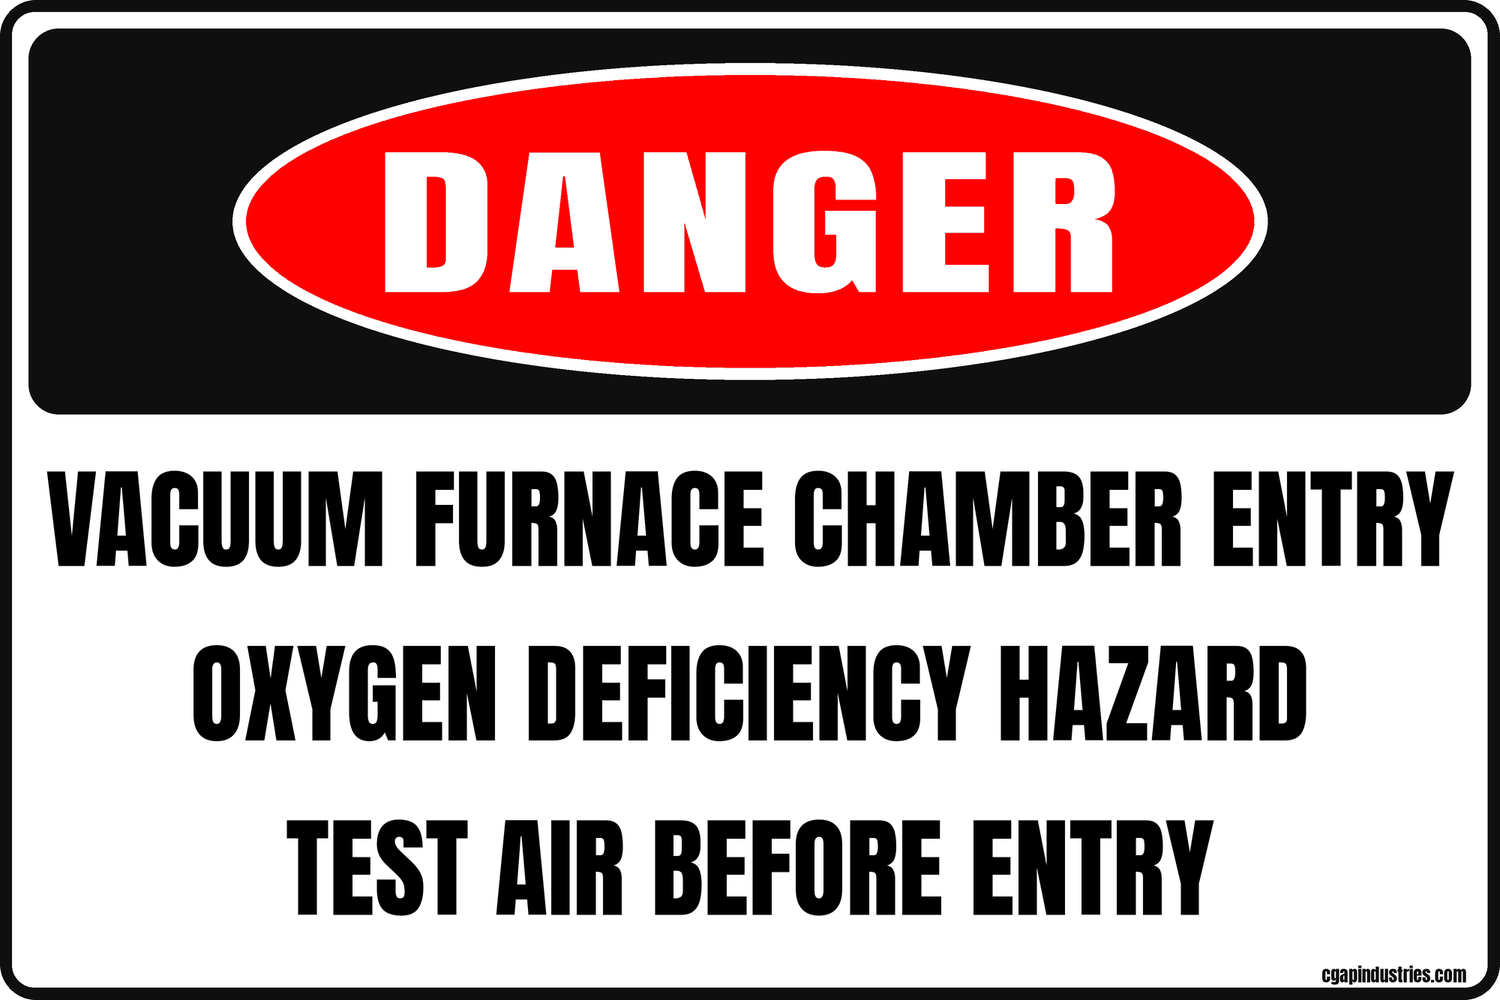 DANGER
VACUUM FURNACE CHAMBER ENTRY
OXYGEN DEFICIENCY HAZARD
TEST AIR BEFORE ENTRY
cgapindustries.com